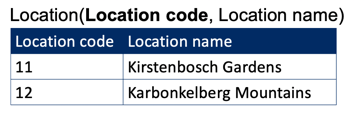 Location(Location code, Location name)
Location code Location name
11 Kirstenbosch Gardens
12 Karbonkelberg Mountains